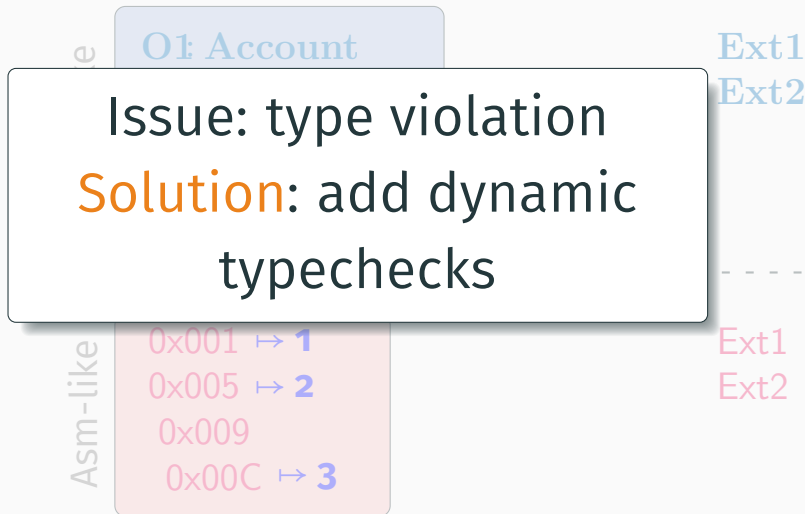 O1: Account
Ext1
Ext2
Issue: type violation
Solution: add dynamic
typechecks
Asm-like
0x001 ↦ 1
0x005 ↦ 2
0x009
0x00C ↦ 3
Ext1
Ext2